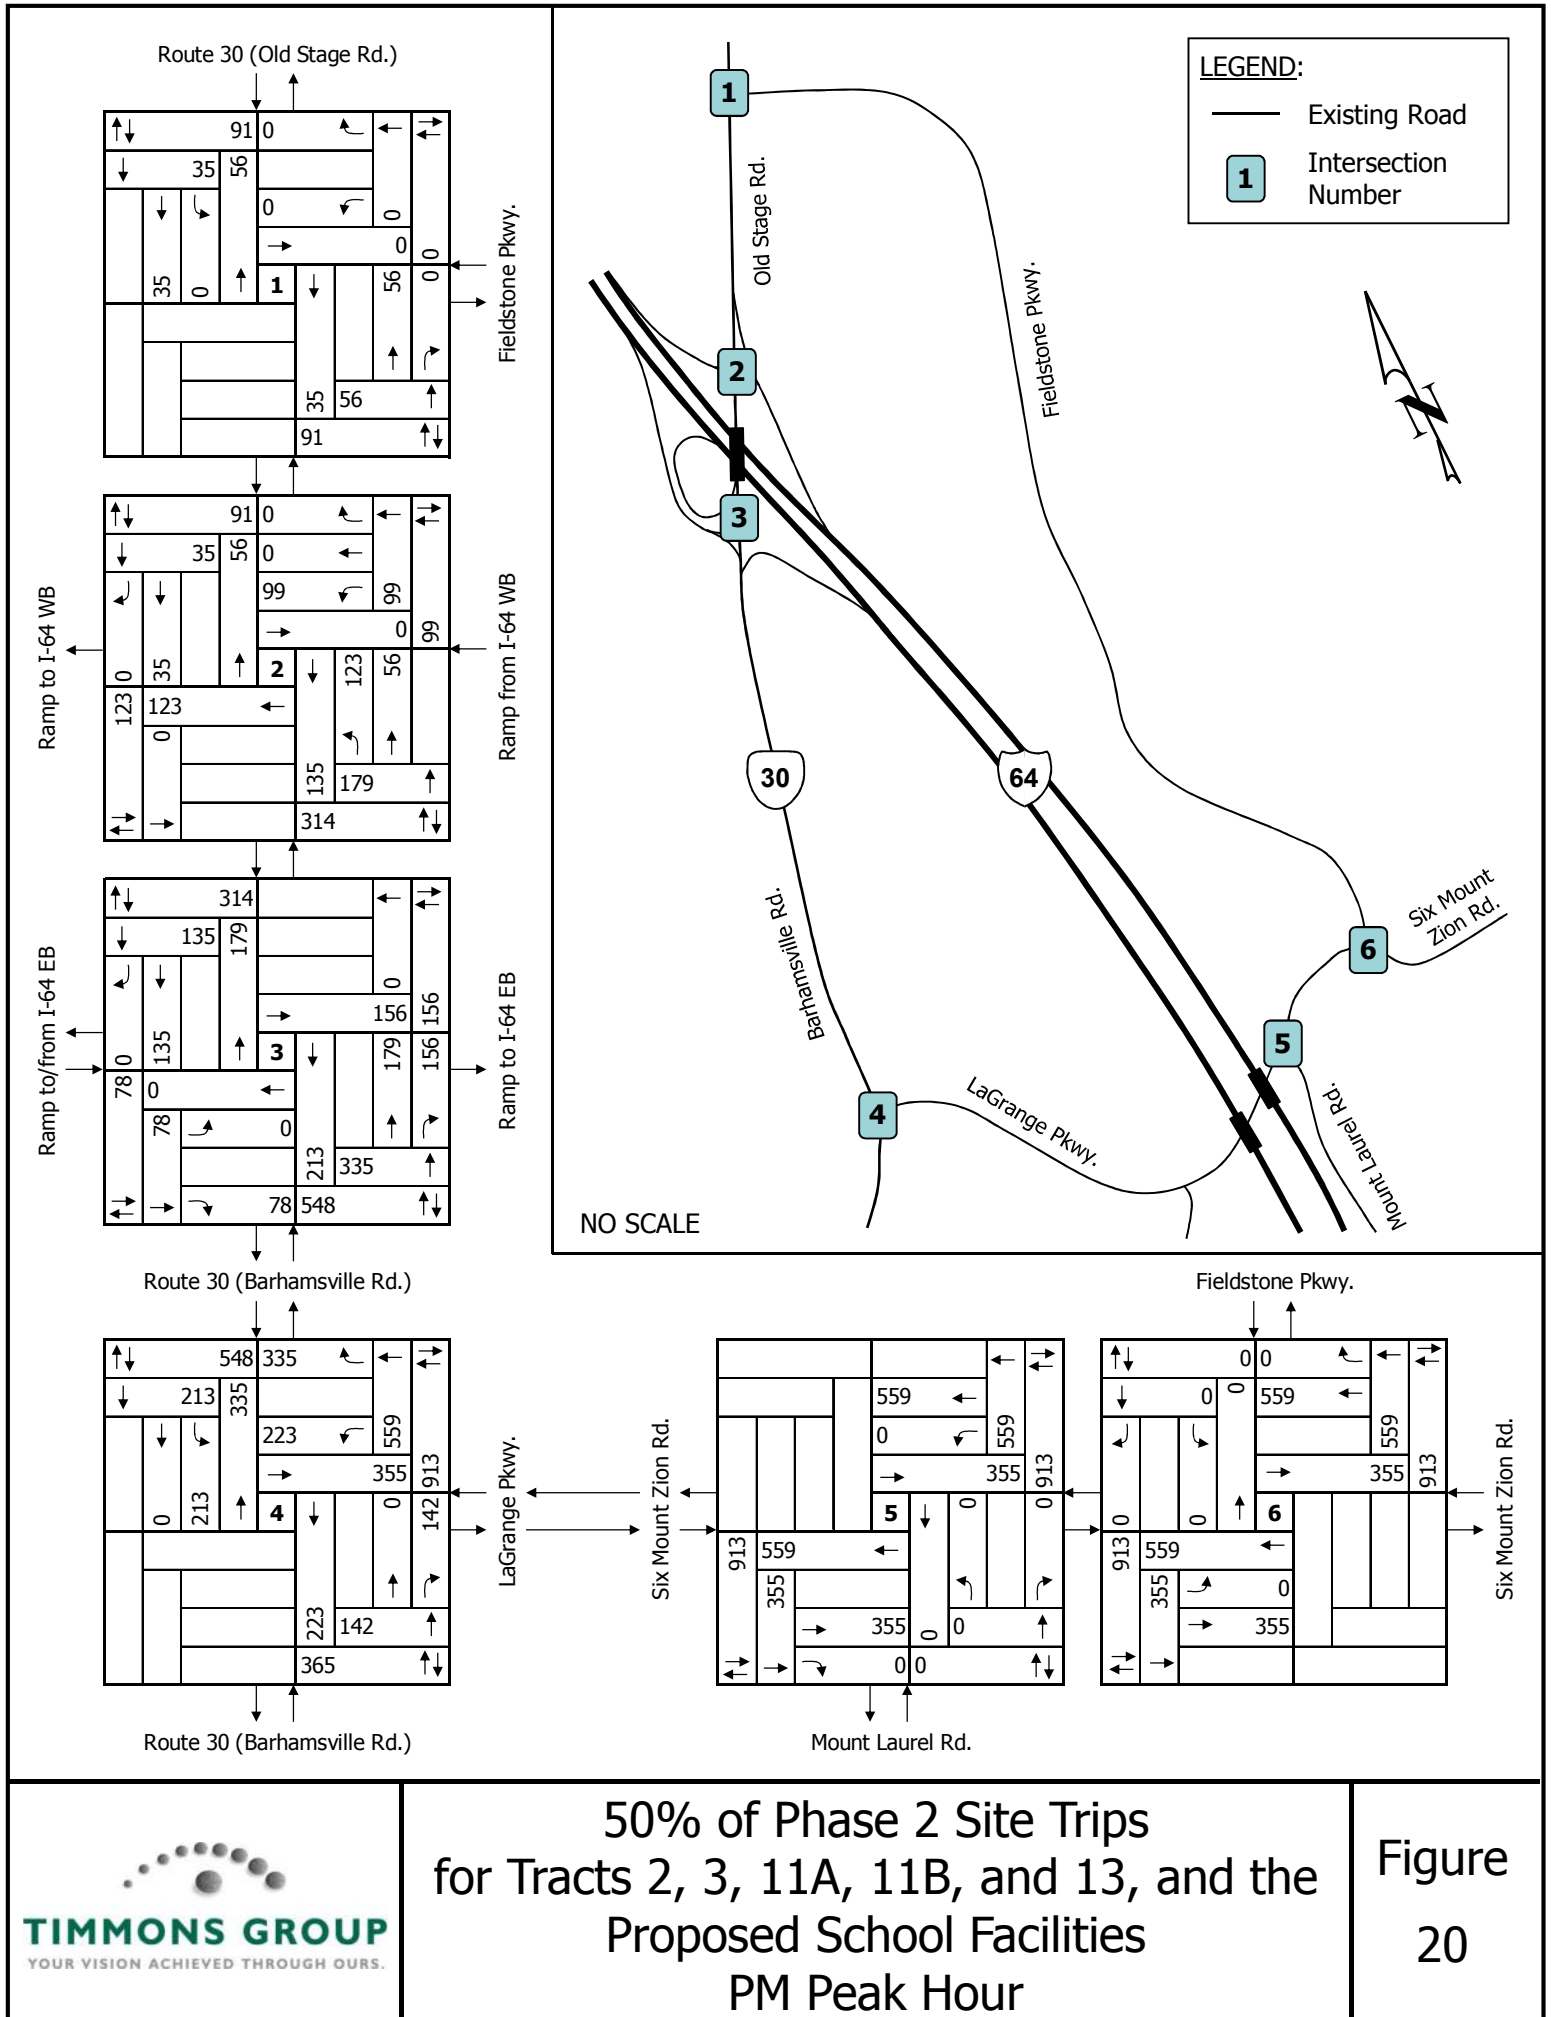 Route 30 (Old Stage Rd.)
91 0
35 56
0 0
0
35 0 1 56 0 0
35 56
91
Fieldstone Pkwy.
91 0
35 56 0
99 99
0 99
0 35 2 123 56
123 123
0
135 179
314
Ramp to I-64 WB
Ramp from I-64 WB
314
135 179
0
156 156
0 135 3 179 156
78 0
78 0
213 335
78 548
Ramp to/from I-64 EB
Ramp to I-64 EB
Route 30 (Barhamsville Rd.)
LEGEND:
Existing Road
1 Intersection
Number
1
Old Stage Rd.
Fieldstone Pkwy.
2
3
N
30
64
Barhamsville Rd.
Six Mount
Zion Rd.
6
5
4
LaGrange Pkwy.
Mount Laurel Rd.
NO SCALE
548 335
213 335
223 559
355 913
0 213 4 0 142
223 142
365
LaGrange Pkwy.
Route 30 (Barhamsville Rd.)
Six Mount Zion Rd.
559
0 559
355 913
5 0 0
913 559
355
355 0 0
0 0
Mount Laurel Rd.
Fieldstone Pkwy.
0 0
0 0 559
559
355 913
0 0 6
913 559
355 0
355
Six Mount Zion Rd.
TIMMONS GROUP
YOUR VISION ACHIEVED THROUGH OURS.
50% of Phase 2 Site Trips
for Tracts 2, 3, 11A, 11B, and 13, and the
Proposed School Facilities
PM Peak Hour
Figure
20